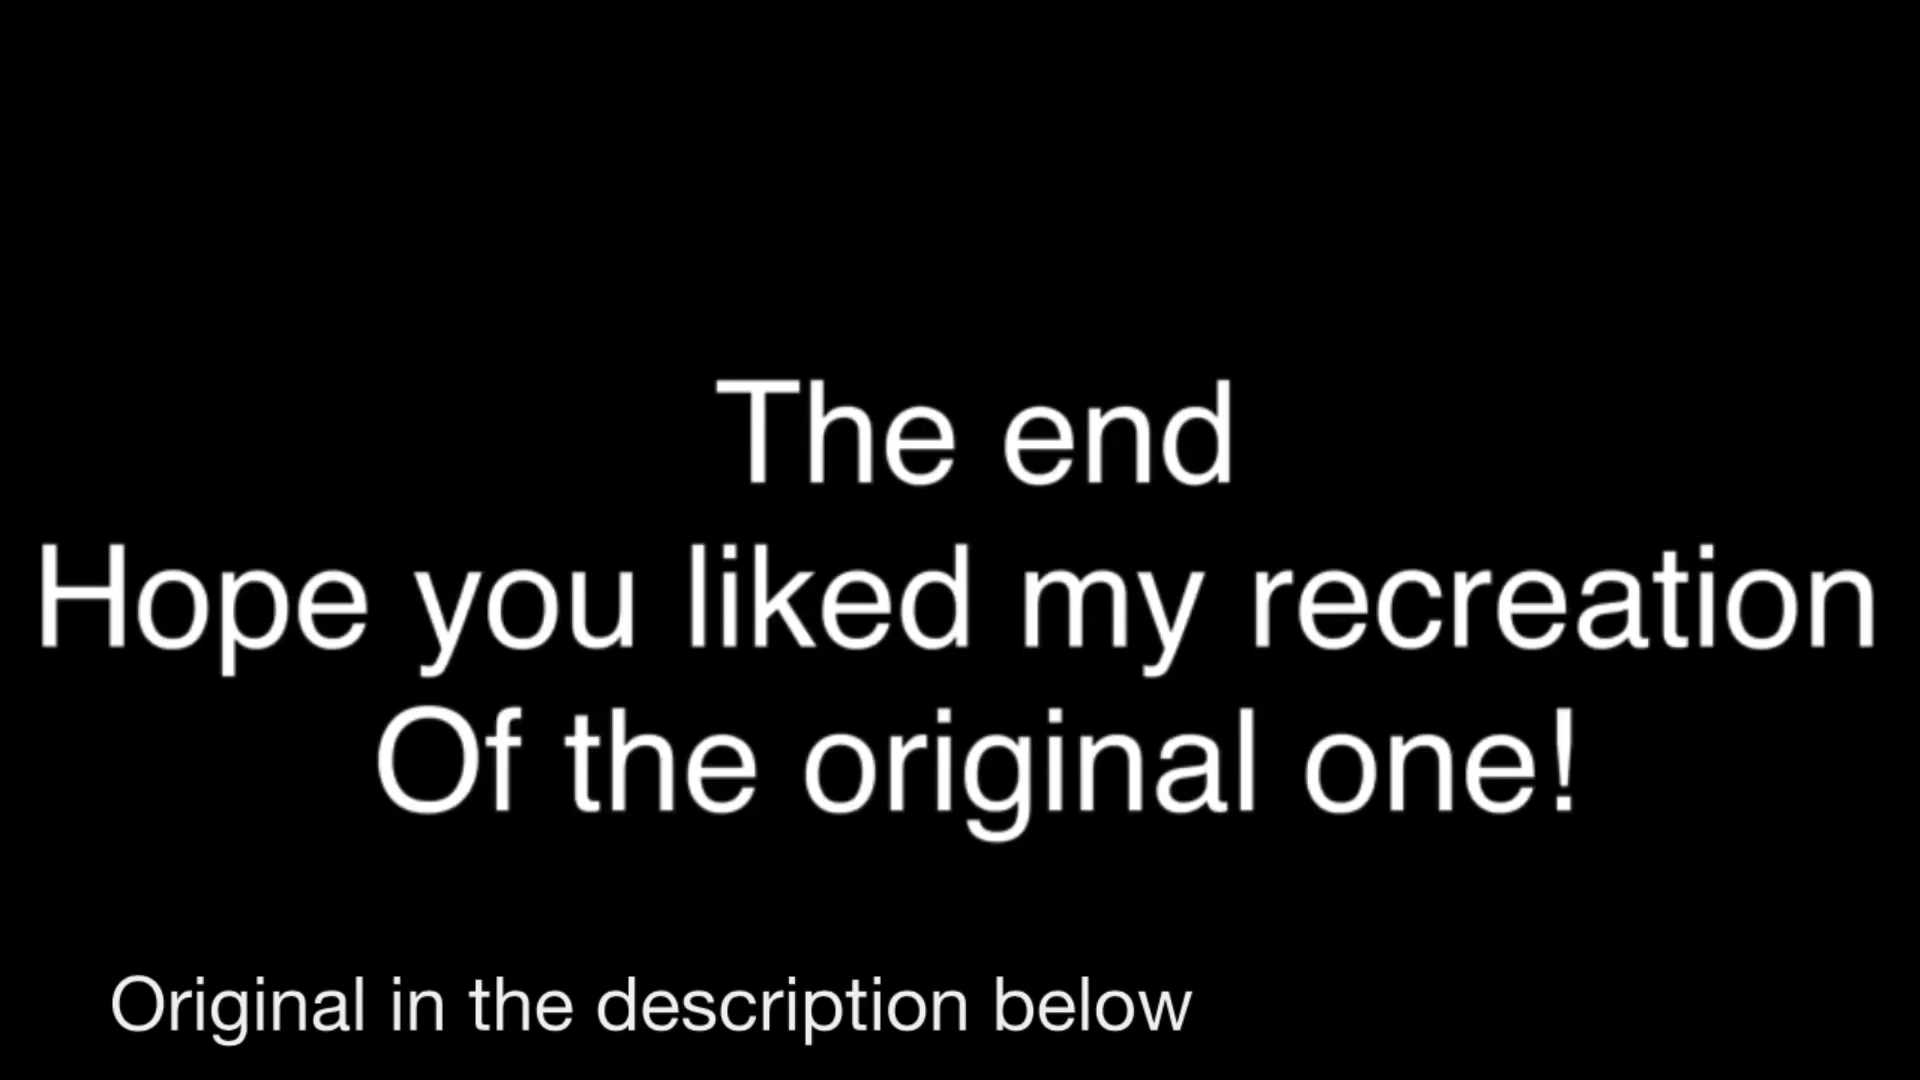 The end
Hope you liked my recreation
Of the original one!
Original in the description below